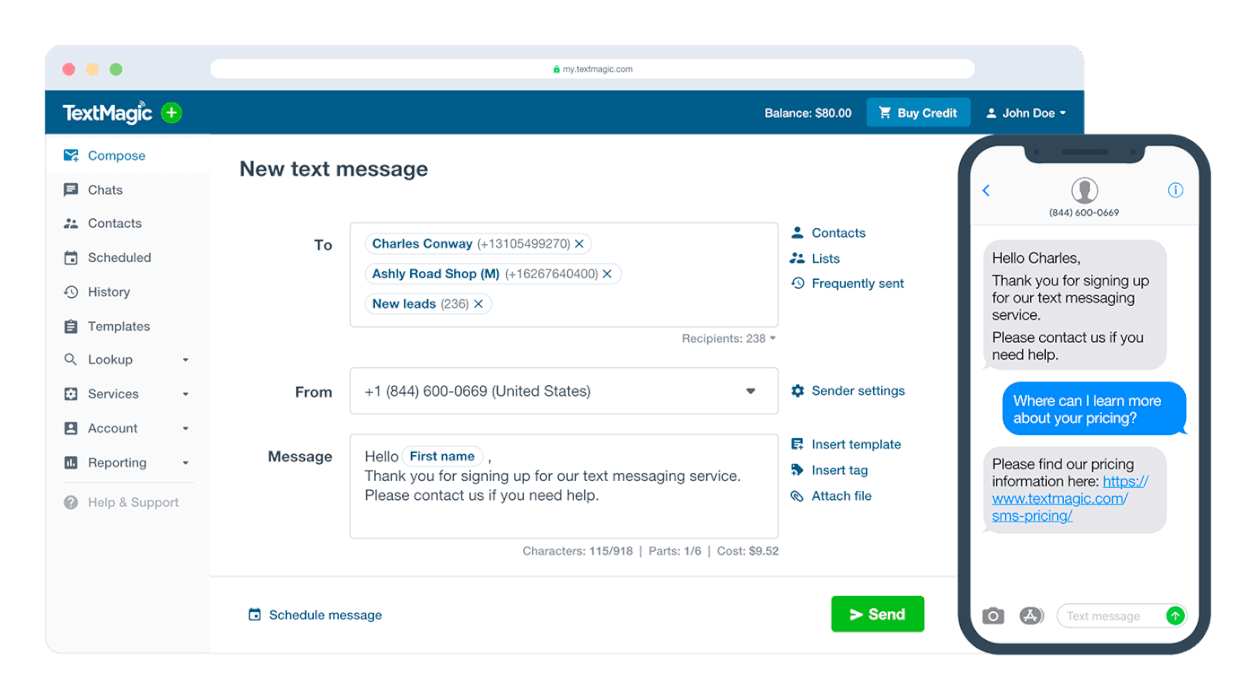 my.textmagic.com
TextMagic
Balance: $80.00
Buy Credit
John Doe
Compose
Chats
Contacts
Scheduled
History
Templates
Lookup
Services
Account
Reporting
Help & Support
New text message
To
Charles Conway (+13105499270)
Ashly Road Shop (M) (+16267640400)
New leads (236)
Recipients: 238
Contacts
Lists
Frequently sent
From
+1 (844) 600-0669 (United States)
Sender settings
Message
Hello First name ,
Thank you for signing up for our text messaging service.
Please contact us if you need help.
Insert template
Insert tag
Attach file
Characters: 115/918 | Parts: 1/6 | Cost: $9.52
Schedule message
Send
(844) 600-0669
Hello Charles,
Thank you for signing up
for our text messaging
service.
Please contact us if you
need help.
Where can I learn more
about your pricing?
Please find our pricing
information here: https://
www.textmagic.com/
sms-pricing/
Text message